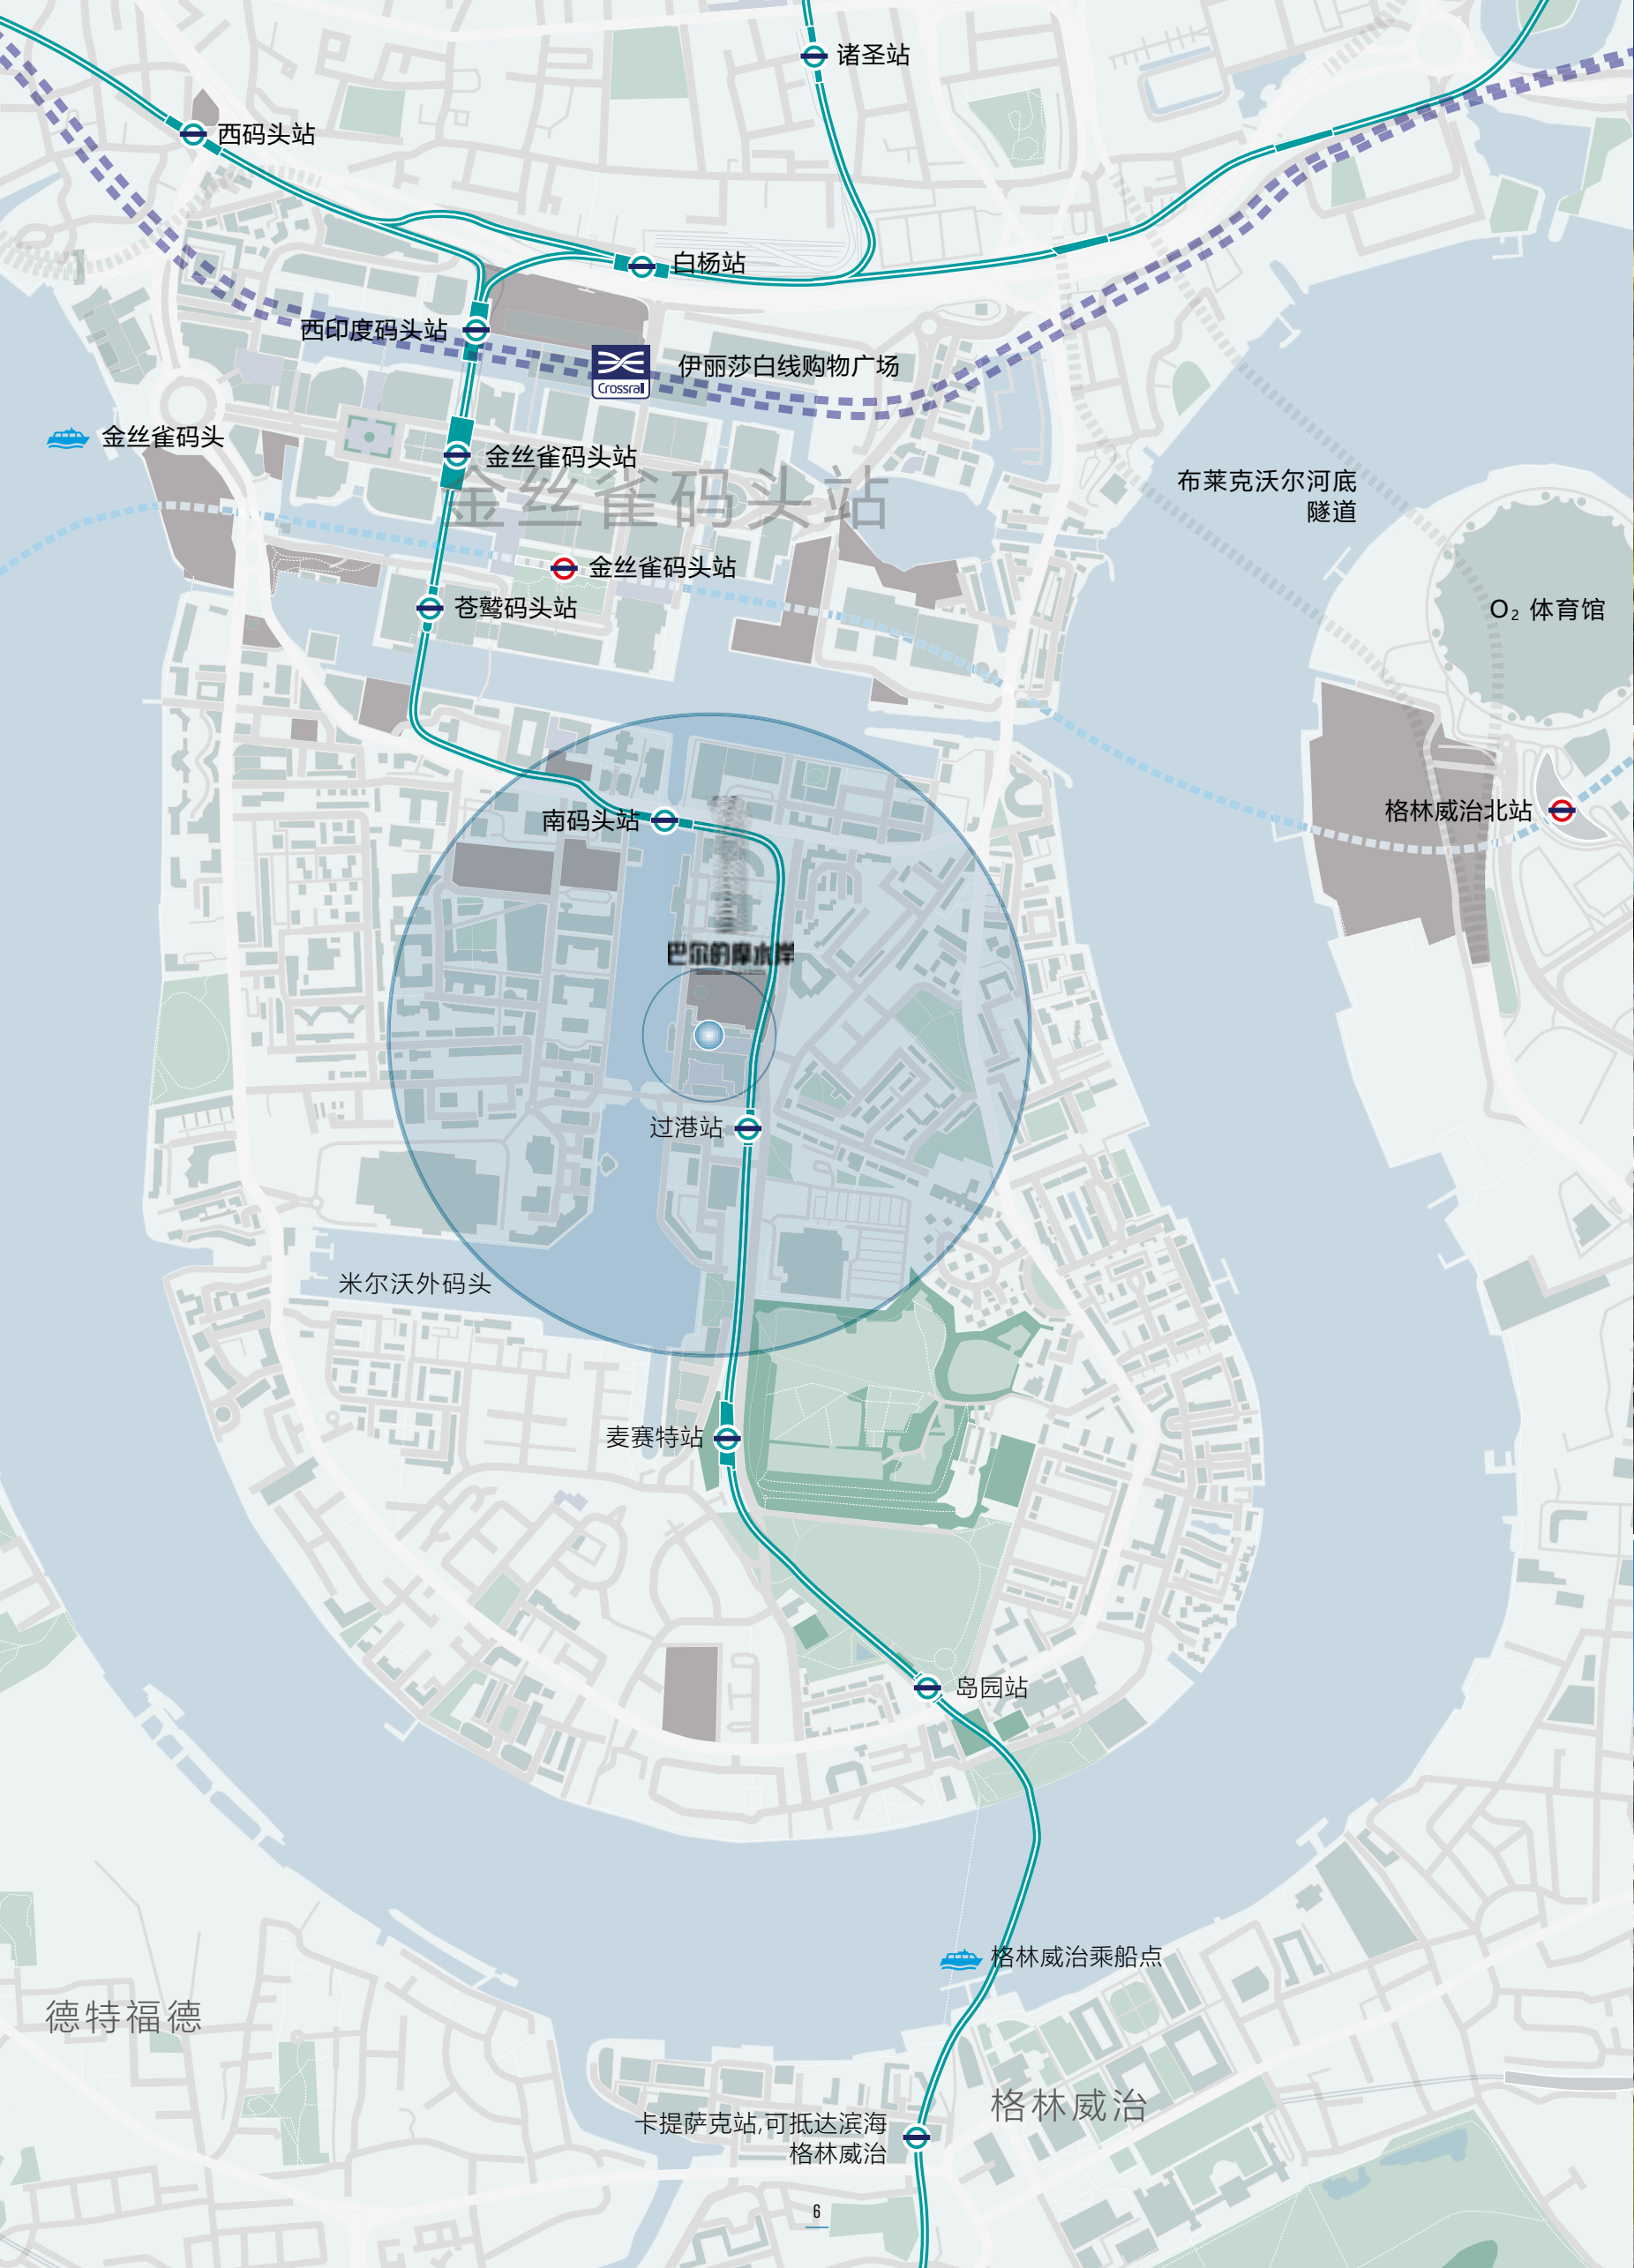 诸圣站
西码头站
白杨站
西印度码头站
Crossrail
伊丽莎白线购物广场
金丝雀码头
金丝雀码头站
金丝雀码头站
布莱克沃尔河底
隧道
金丝雀码头站
苍鹭码头站
O₂ 体育馆
南码头站
格林威治北站
巴尔的摩水岸
过港站
米尔沃外码头
麦赛特站
岛园站
格林威治乘船点
德特福德
格林威治
卡提萨克站,可抵达滨海
格林威治
6